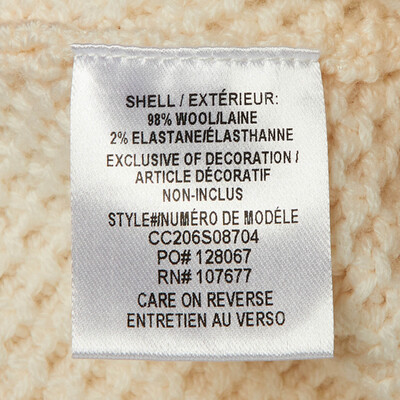 SHELL / EXTÉRIEUR:
98% WOOL/LAINE
2% ELASTANE/ÉLASTHANNE
EXCLUSIVE OF DECORATION /
ARTICLE DÉCORATIF
NON-INCLUS
STYLE#/NUMÉRO DE MODÉLE
CC206S08704
PO# 128067
RN# 107677
CARE ON REVERSE
ENTRETIEN AU VERSO